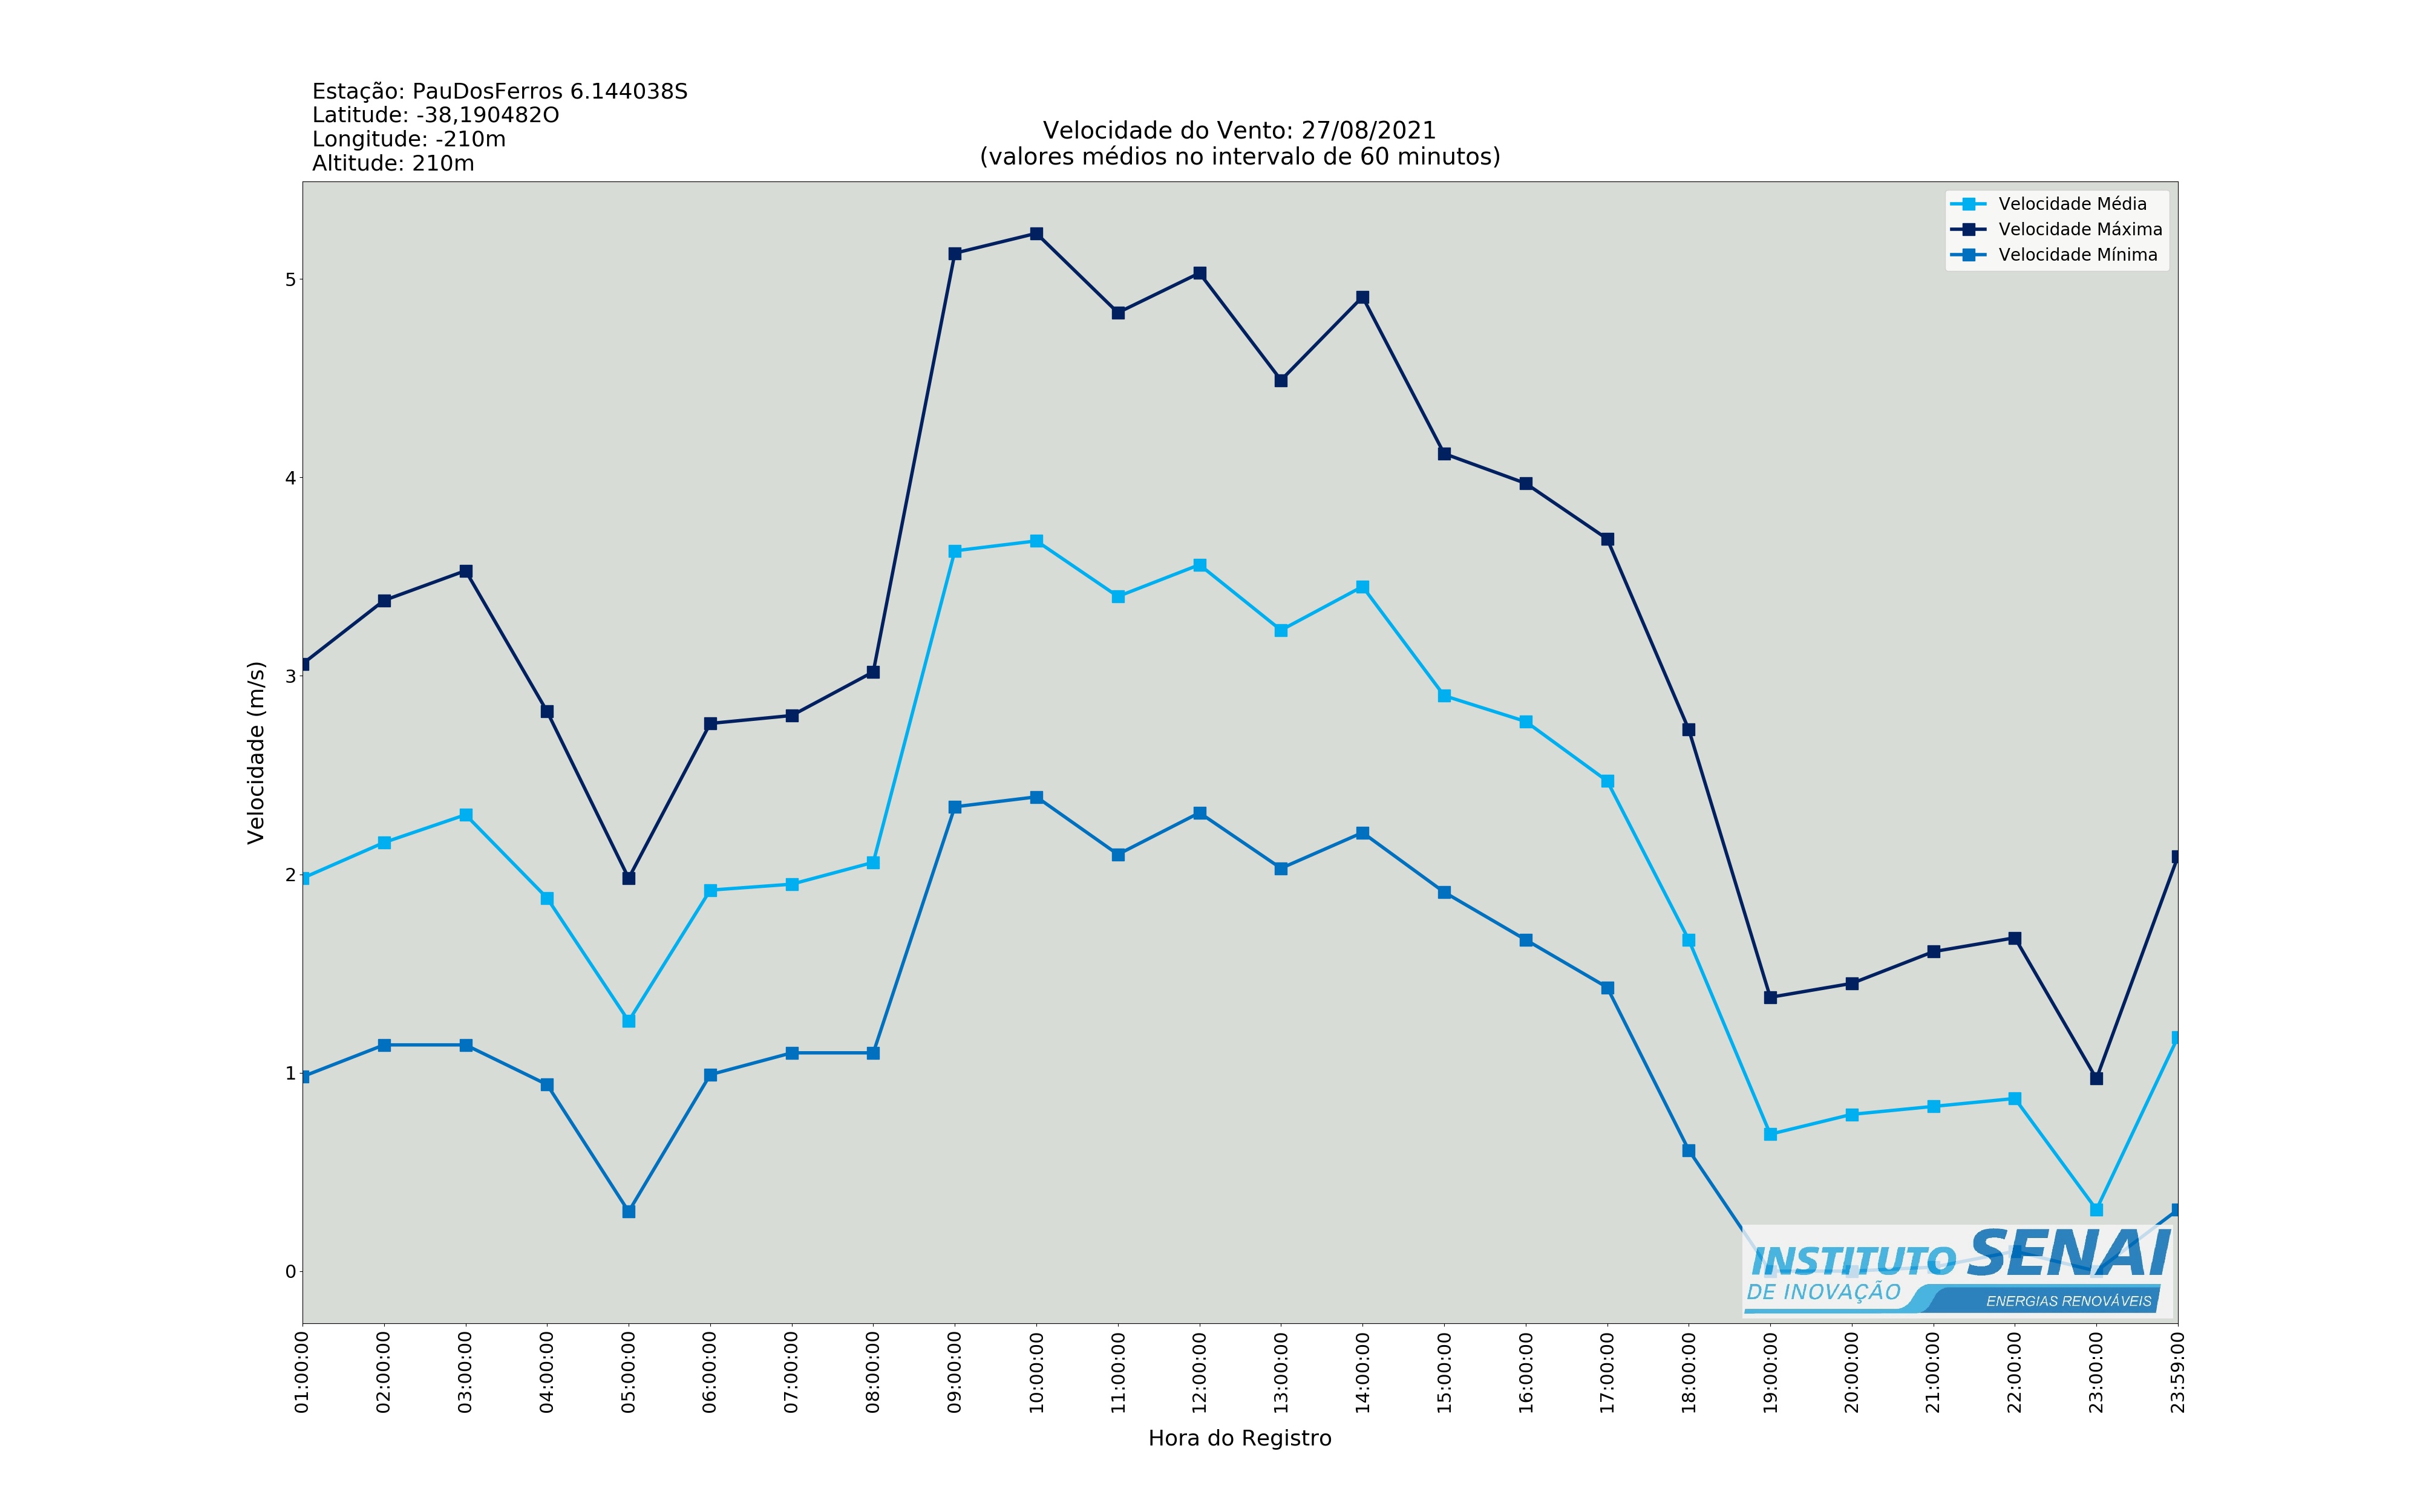 Estação: PauDosFerros 6.144038S
Latitude: -38,190482O
Longitude: -210m
Altitude: 210m
Velocidade do Vento: 27/08/2021
(valores médios no intervalo de 60 minutos)
Velocidade Média
Velocidade Máxima
Velocidade Mínima
Velocidade (m/s)
5
4
3
2
1
0
INSTITUTO SENAI
DE INOVAÇÃO
ENERGIAS RENOVÁVEIS
01:00:00
02:00:00
03:00:00
04:00:00
05:00:00
06:00:00
07:00:00
08:00:00
09:00:00
10:00:00
11:00:00
12:00:00
13:00:00
14:00:00
15:00:00
16:00:00
17:00:00
18:00:00
19:00:00
20:00:00
21:00:00
22:00:00
23:00:00
23:59:00
Hora do Registro